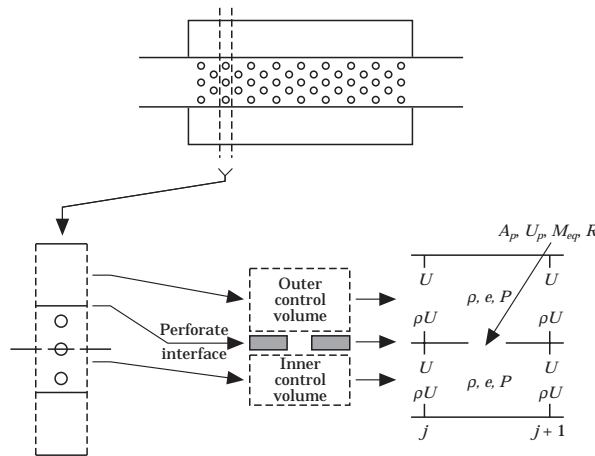 A_p, U_p, M_eq, R
U
U
ρ, e, P
ρU
ρU
U
U
ρ, e, P
ρU
ρU
j
j + 1
Outer
control
volume
Perforate
interface
Inner
control
volume